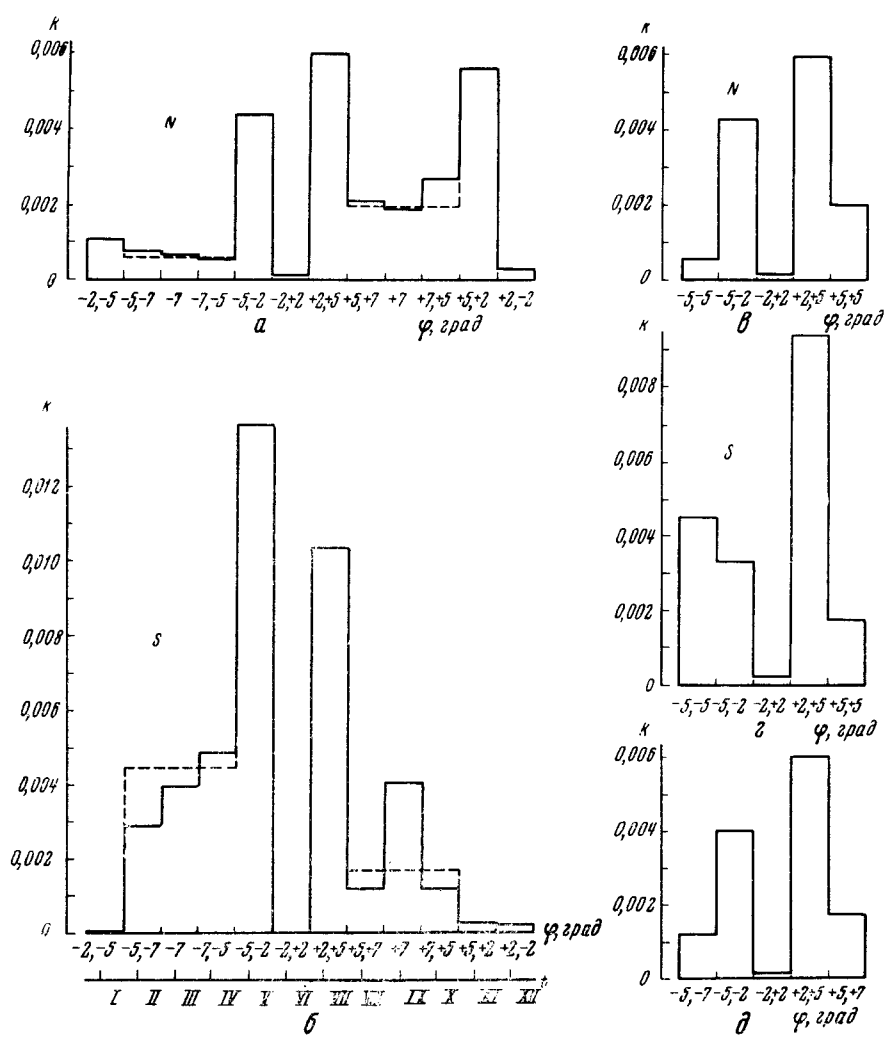 к
0,006
0,004
0,002
0
N
-2,-5 -5,-7 -7 -7,-5 -5,-2 -2,+2 +2,+5 +5,+7 +7 +7,+5 +5,+2 +2,-2
а φ, град
к
0,006
0,004
0,002
0
N
-5,-5 -5,-2 -2,+2 +2,+5 +5,+5
в φ, град
к
0,012
0,010
0,008
0,006
0,004
0,002
0
S
-2,-5 -5,-7 -7 -7,-5 -5,-2 -2,+2 +2,+5 +5,+7 +7 +7,+5 +5,+2 +2,-2 φ, град
I II III IV V VI VII VIII IX X XI XII
б
к
0,008
0,006
0,004
0,002
0
S
-5,-5 -5,-2 -2,+2 +2,+5 +5,+5
г φ, град
к
0,006
0,004
0,002
0
-5,-7 -5,-2 -2,+2 +2,+5 +5,+7
д φ, град